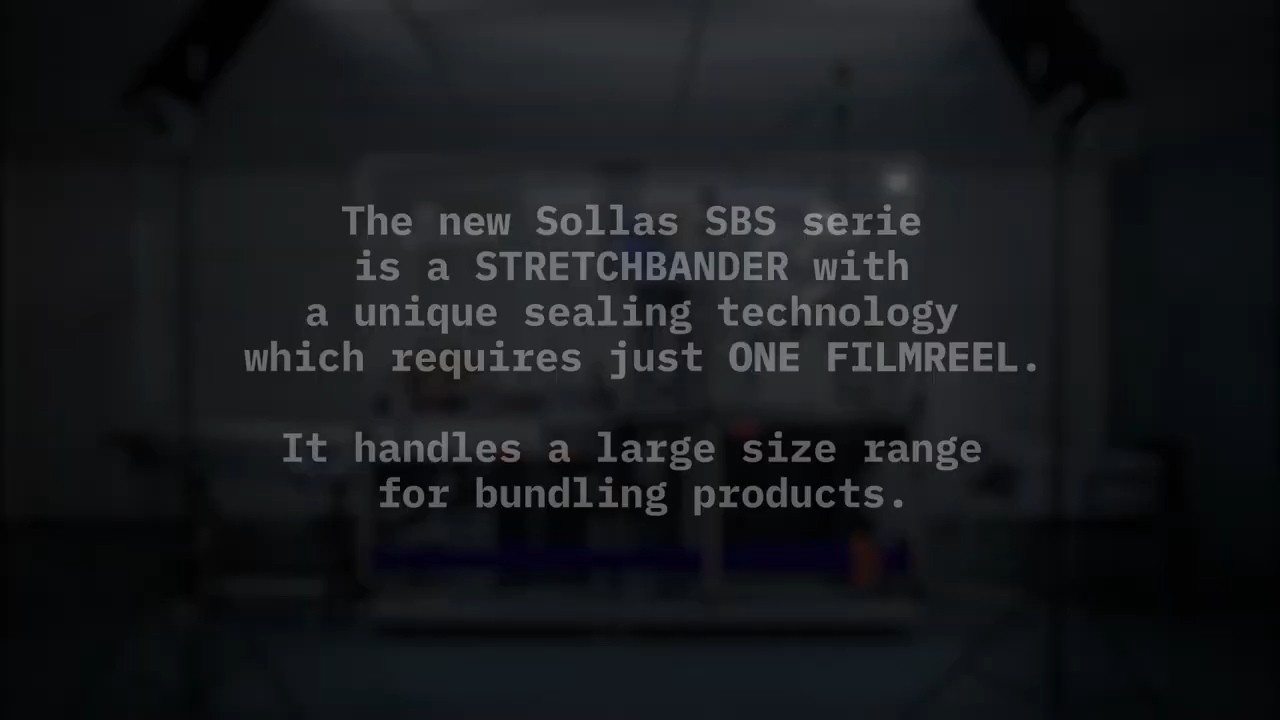 The new Sollas SBS serie
is a STRETCHBANDER with
a unique sealing technology
which requires just ONE FILMREEL.
It handles a large size range
for bundling products.